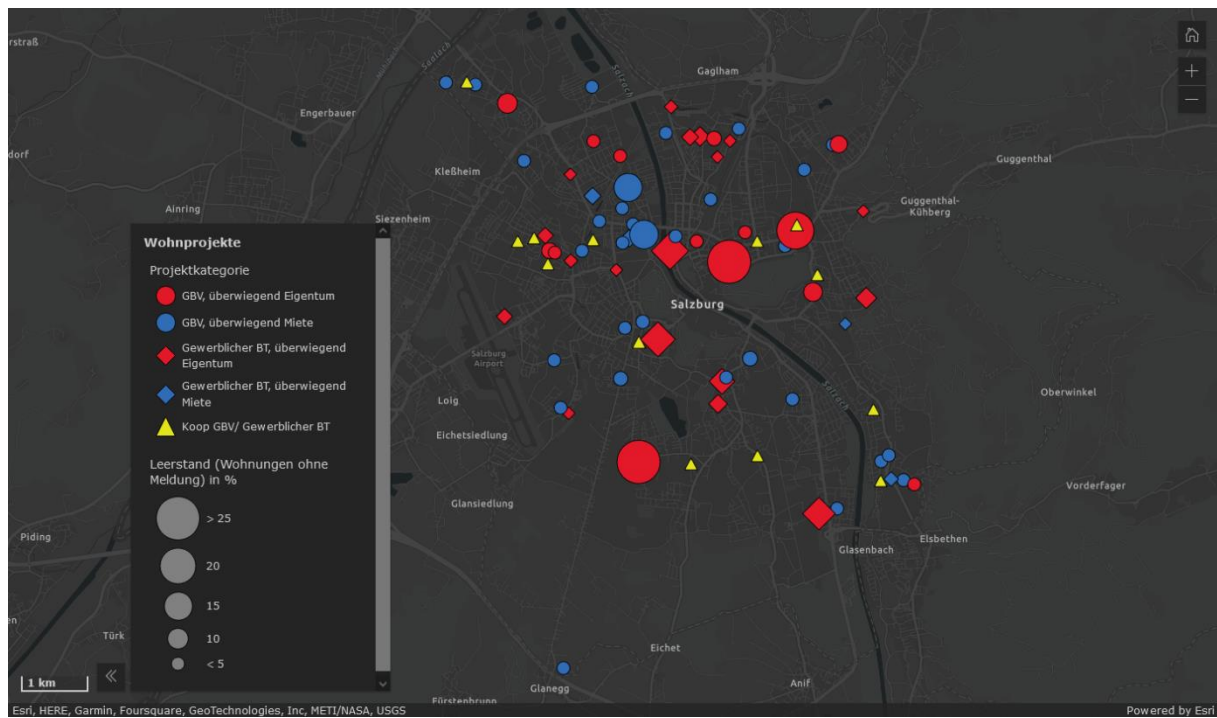 rstraß
Saalach
Salzach
Gaglham
Engerbauer
dorf
Kleßheim
Guggenthal
Ainring
Siezenheim
Guggenthal-
Kühberg
Wohnprojekte
Projektkategorie
GBV, überwiegend Eigentum
GBV, überwiegend Miete
Gewerblicher BT, überwiegend
Eigentum
Gewerblicher BT, überwiegend
Miete
Koop GBV/ Gewerblicher BT
Leerstand (Wohnungen ohne
Meldung) in %
> 25
20
15
10
< 5
Salzburg
Salzburg
Airport
Salzach
Loig
Oberwinkel
Eichetsiedlung
Glansiedlung
Vorderfager
Piding
Elsbethen
Glasenbach
Türk
Eichet
1 km
Glanegg
Anif
Fürstenbrunn
Esri, HERE, Garmin, Foursquare, GeoTechnologies, Inc, METI/NASA, USGS
Powered by Esri